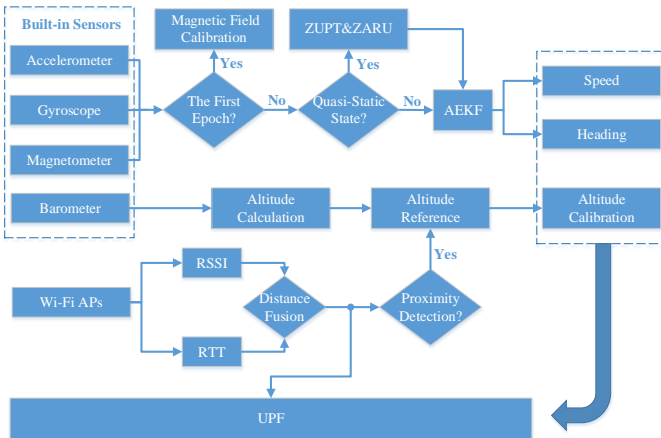 Built-in Sensors
Accelerometer
Gyroscope
Magnetometer
Barometer
Magnetic Field
Calibration
Yes
The First
Epoch?
No
ZUPT&ZARU
Yes
Quasi-Static
State?
No
AEKF
Speed
Heading
Altitude
Calculation
Altitude
Reference
Altitude
Calibration
Yes
Wi-Fi APs
RSSI
RTT
Distance
Fusion
Proximity
Detection?
UPF